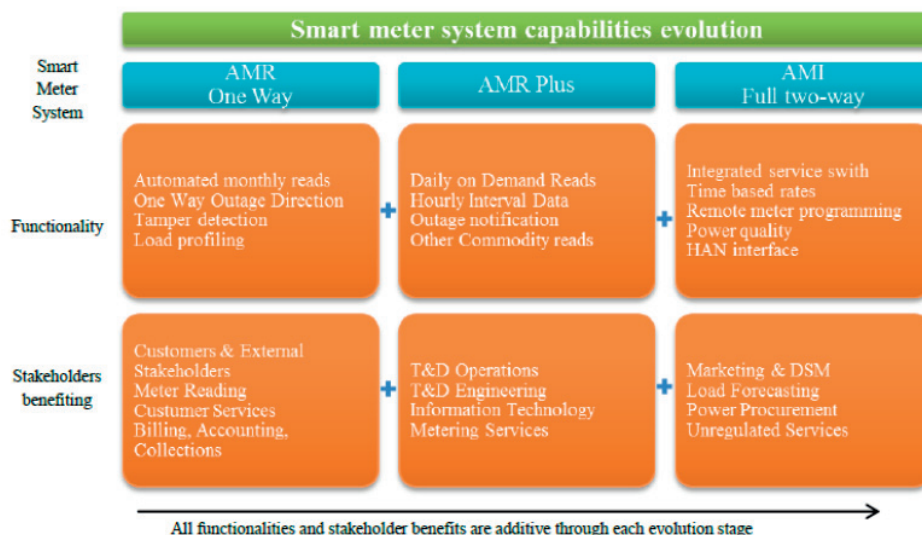 Smart meter system capabilities evolution
Smart
Meter
System
AMR
One Way
AMR Plus
AMI
Full two-way
Functionality
Automated monthly reads
One Way Outage Direction
Tamper detection
Load profiling
Daily on Demand Reads
Hourly Interval Data
Outage notification
Other Commodity reads
Integrated service swith
Time based rates
Remote meter programming
Power quality
HAN interface
Stakeholders
benefiting
Customers & External
Stakeholders
Meter Reading
Custumer Services
Billing, Accounting,
Collections
T&D Operations
T&D Engineering
Information Technology
Metering Services
Marketing & DSM
Load Forecasting
Power Procurement
Unregulated Services
All functionalities and stakeholder benefits are additive through each evolution stage